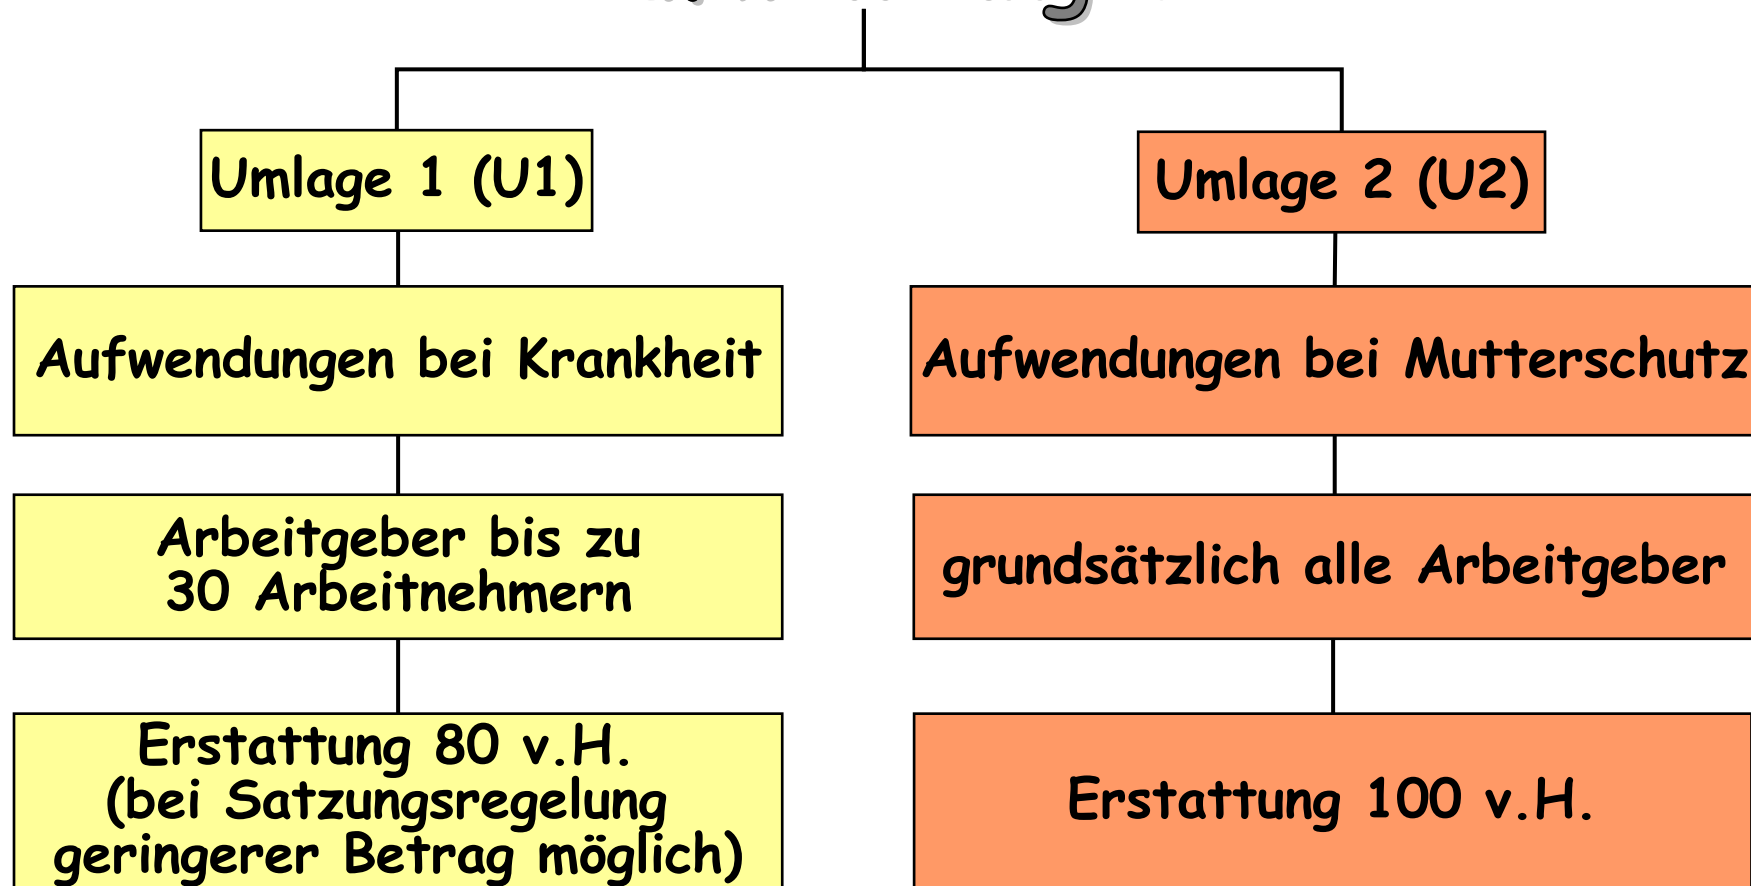 Umlage 1 (U1)
Umlage 2 (U2)
Aufwendungen bei Krankheit
Aufwendungen bei Mutterschutz
Arbeitgeber bis zu
30 Arbeitnehmern
grundsätzlich alle Arbeitgeber
Erstattung 80 v.H.
(bei Satzungsregelung
geringerer Betrag möglich)
Erstattung 100 v.H.